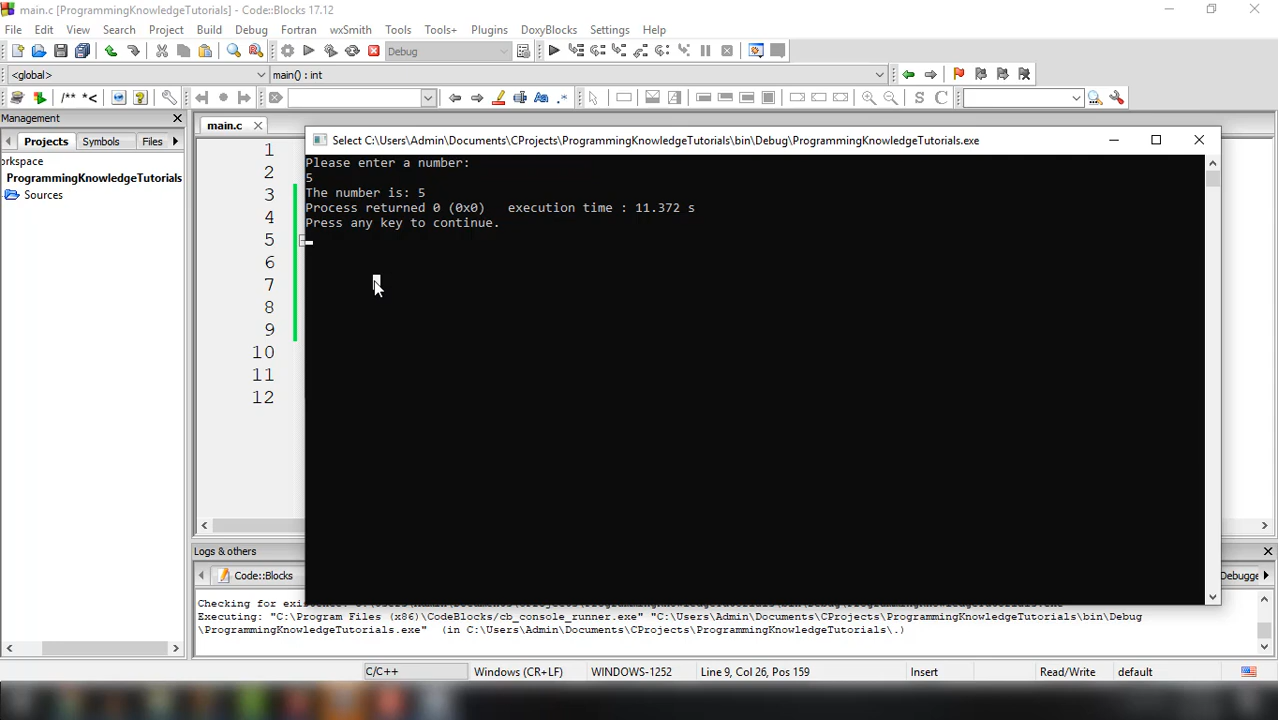 main.c [ProgrammingKnowledgeTutorials] - Code::Blocks 17.12
File Edit View Search Project Build Debug Fortran wxSmith Tools Tools+ Plugins DoxyBlocks Settings Help
Debug
<global>
main() : int
/** *<
.*
S C
Management
Projects Symbols Files
orkspace
ProgrammingKnowledgeTutorials
Sources
main.c
1
2
3
4
5
6
7
8
9
10
11
12
Select C:\Users\Admin\Documents\CProjects\ProgrammingKnowledgeTutorials\bin\Debug\ProgrammingKnowledgeTutorials.exe
Please enter a number:
5
The number is: 5
Process returned 0 (0x0)   execution time : 11.372 s
Press any key to continue.
Logs & others
Code::Blocks
Debugge
Checking for existence:
Executing: "C:\Program Files (x86)\CodeBlocks/cb_console_runner.exe" "C:\Users\Admin\Documents\CProjects\ProgrammingKnowledgeTutorials\bin\Debug
\ProgrammingKnowledgeTutorials.exe"  (in C:\Users\Admin\Documents\CProjects\ProgrammingKnowledgeTutorials\.)
C/C++ Windows (CR+LF) WINDOWS-1252 Line 9, Col 26, Pos 159 Insert Read/Write default